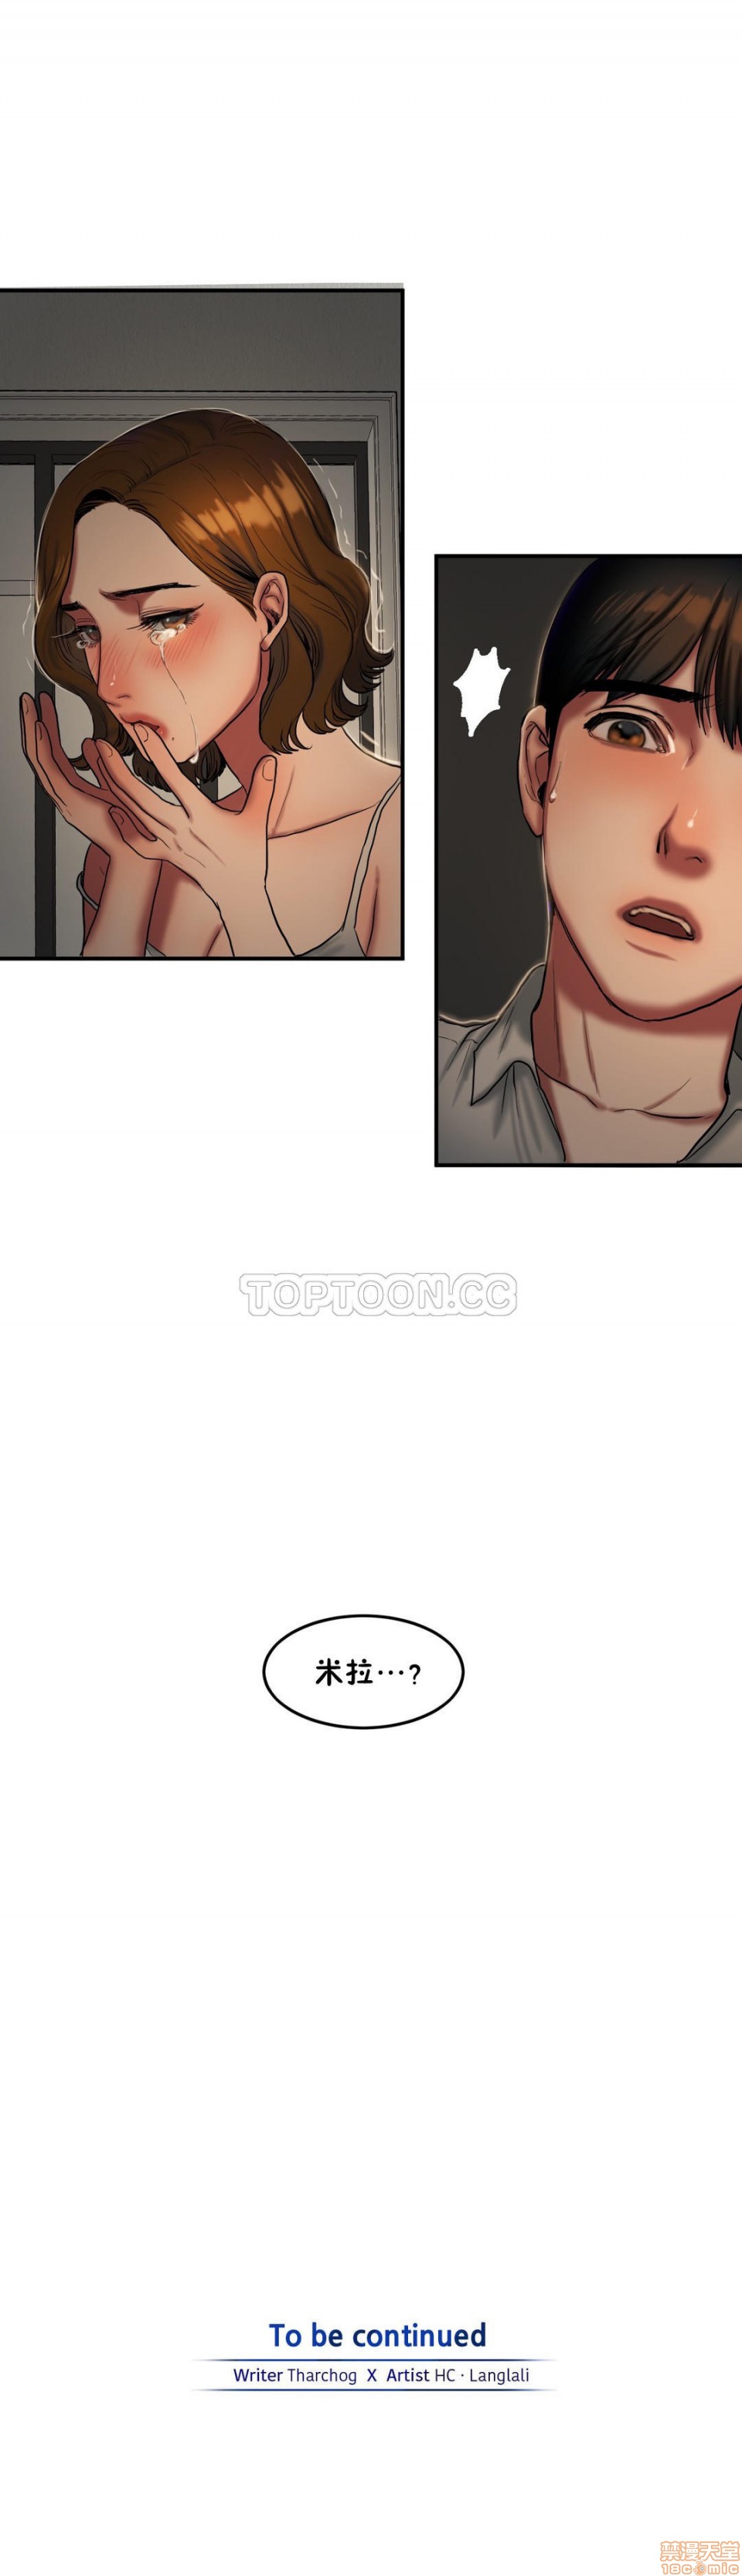 TOPTOON.CC
米拉…?
To be continued
Writer Tharchog X Artist HC · Langlali
禁漫天堂
18comic